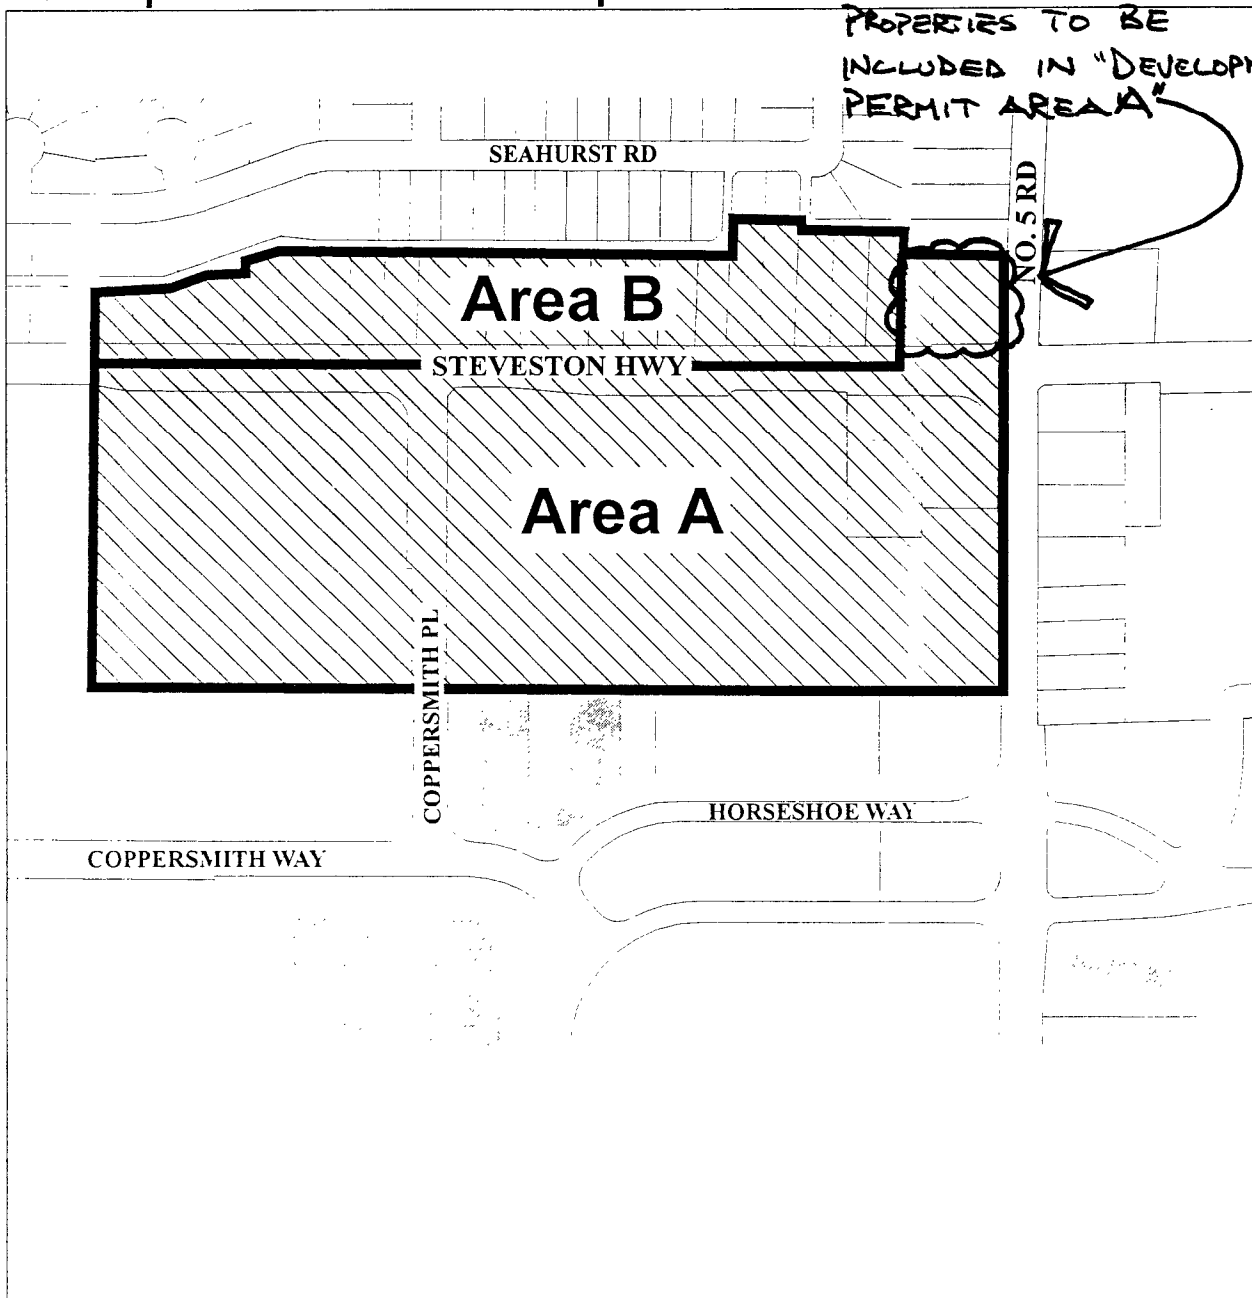 PROPERTIES TO BE
INCLUDED IN "DEVELOPM
PERMIT AREA A"
SEAHURST RD
NO. 5 RD
Area B
STEVESTON HWY
Area A
COPPERSMITH PL
HORSESHOE WAY
COPPERSMITH WAY